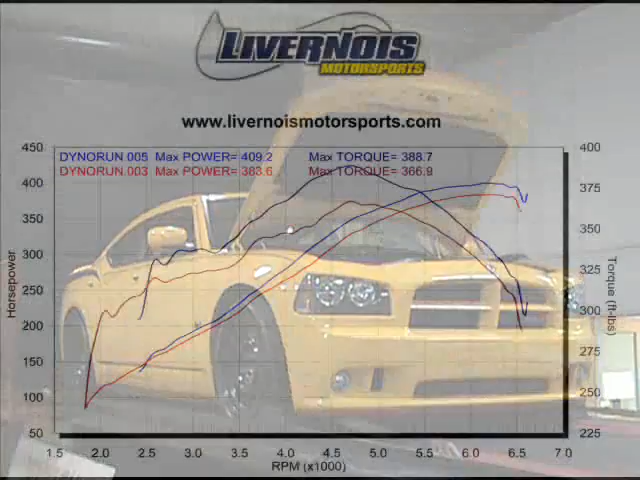 LIVERNOIS
MOTORSPORTS
www.livernoismotorsports.com
DYNORUN.005 Max POWER= 409.2 Max TORQUE= 388.7
DYNORUN.003 Max POWER= 383.6 Max TORQUE= 366.9
450
400
350
300
250
200
150
100
50
Horsepower
400
375
350
325
300
275
250
225
Torque (ft-lbs)
1.5 2.0 2.5 3.0 3.5 4.0 4.5 5.0 5.5 6.0 6.5 7.0
RPM (x1000)